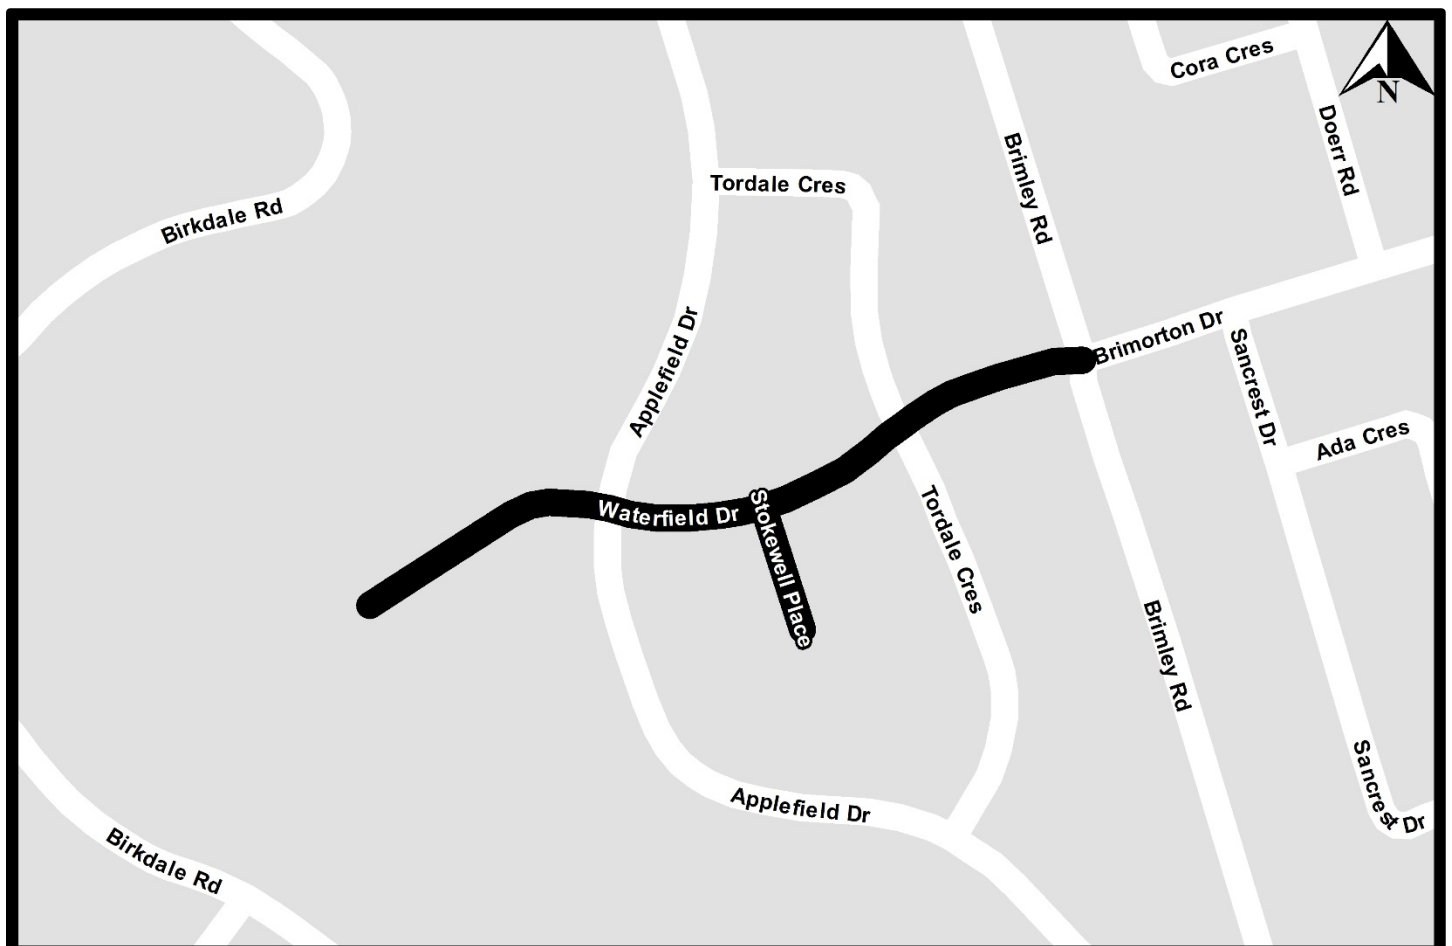 Cora Cres
N
Doerr Rd
Brimley Rd
Tordale Cres
Birkdale Rd
Applefield Dr
Brimorton Dr
Sancrest Dr
Ada Cres
Waterfield Dr
Stokewell Place
Tordale Cres
Brimley Rd
Sancrest Dr
Applefield Dr
Birkdale Rd